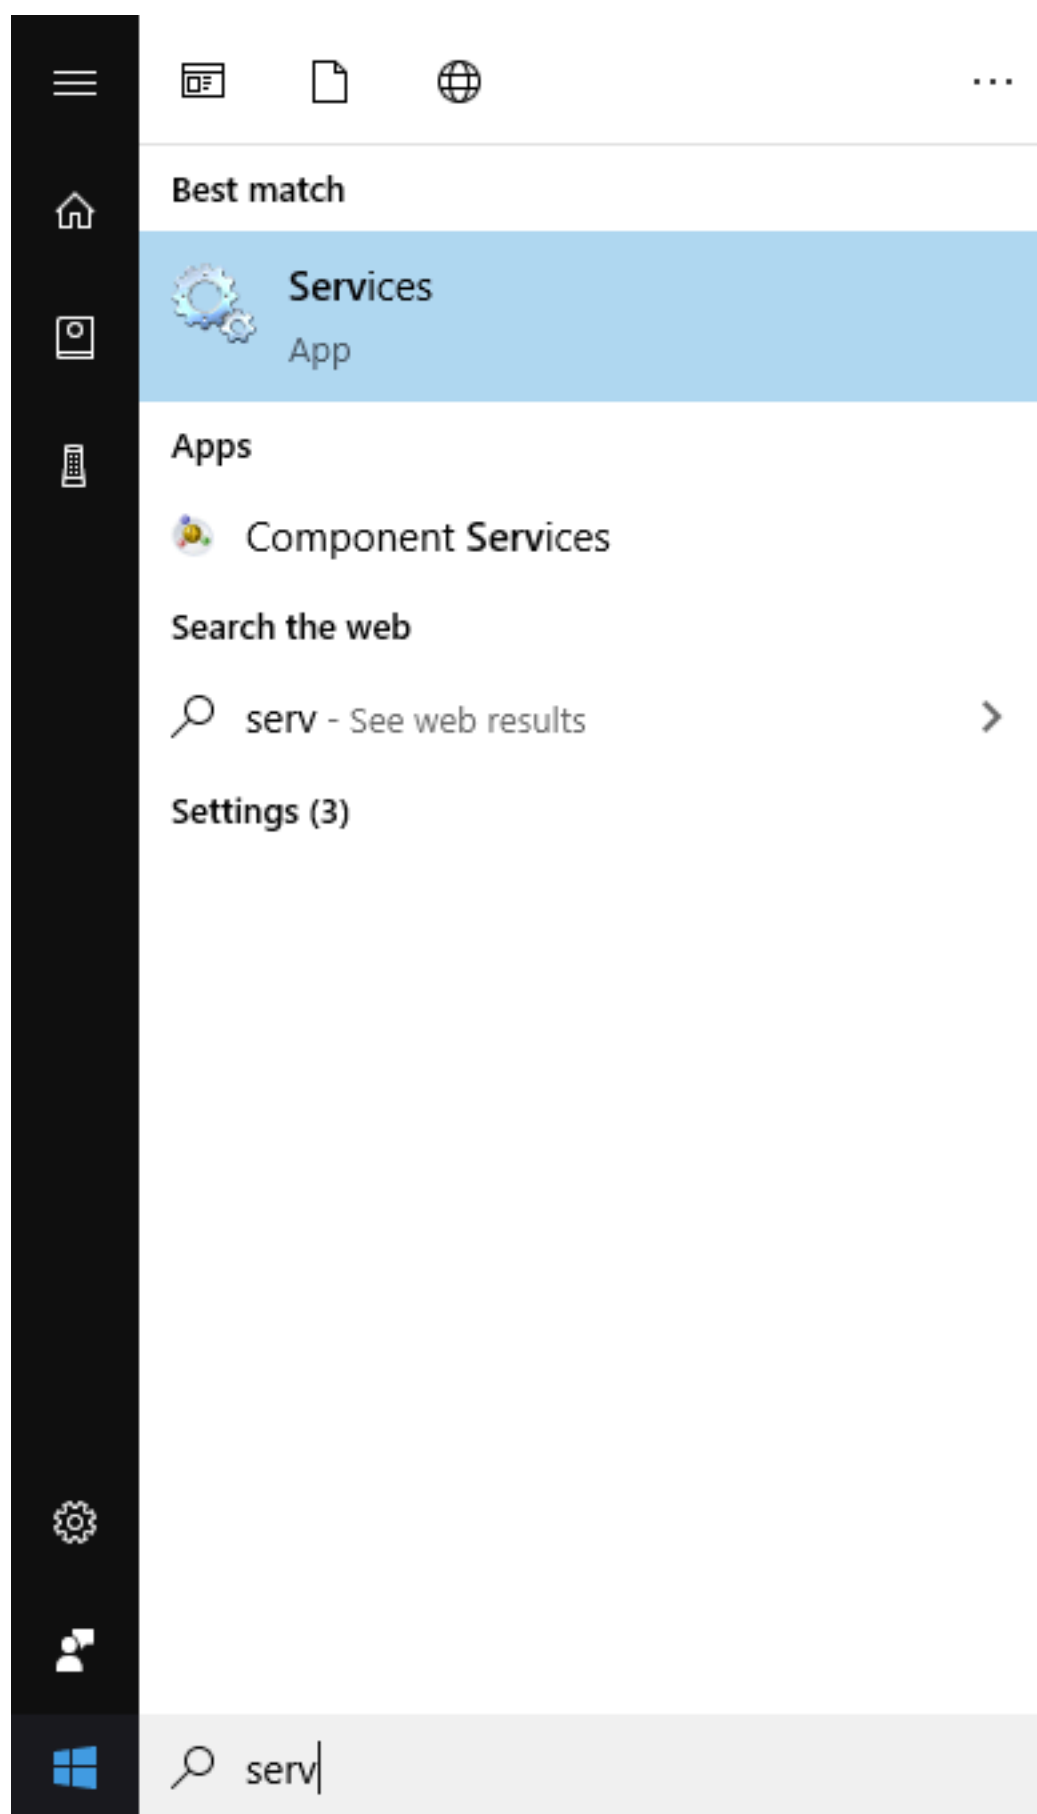 Best match
Services
App
Apps
Component Services
Search the web
serv - See web results
Settings (3)
serv